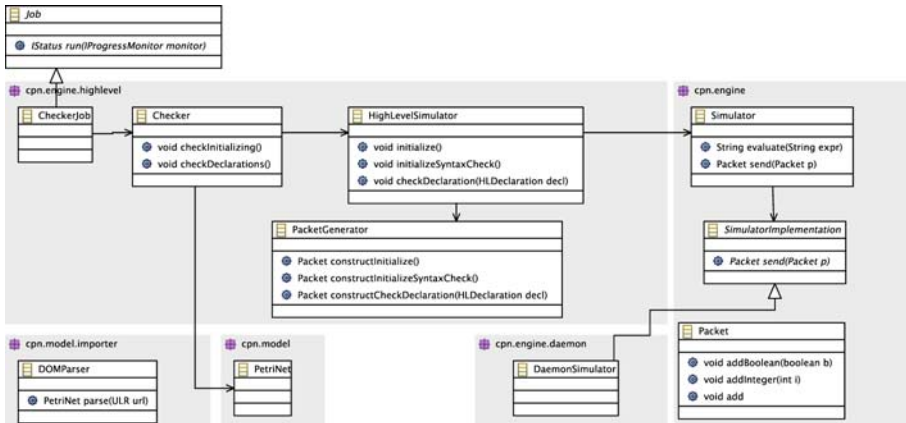 Job
IStatus run(IProgressMonitor monitor)
cpn.engine.highlevel
CheckerJob
Checker
void checkInitializing()
void checkDeclarations()
HighLevelSimulator
void initialize()
void initializeSyntaxCheck()
void checkDeclaration(HLDeclaration decl)
PacketGenerator
Packet constructInitialize()
Packet constructInitializeSyntaxCheck()
Packet constructCheckDeclaration(HLDeclaration decl)
cpn.engine
Simulator
String evaluate(String expr)
Packet send(Packet p)
SimulatorImplementation
Packet send(Packet p)
Packet
void addBoolean(boolean b)
void addInteger(int i)
void add
cpn.model.importer
DOMParser
PetriNet parse(ULR url)
cpn.model
PetriNet
cpn.engine.daemon
DaemonSimulator